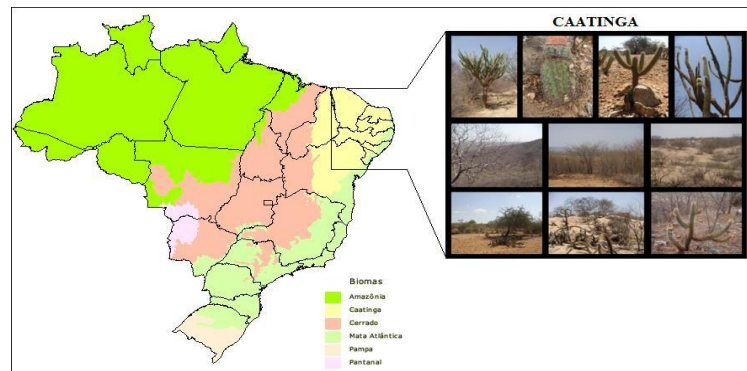 CAATINGA
Biomas
Amazônia
Caatinga
Cerrado
Mata Atlântica
Pampa
Pantanal